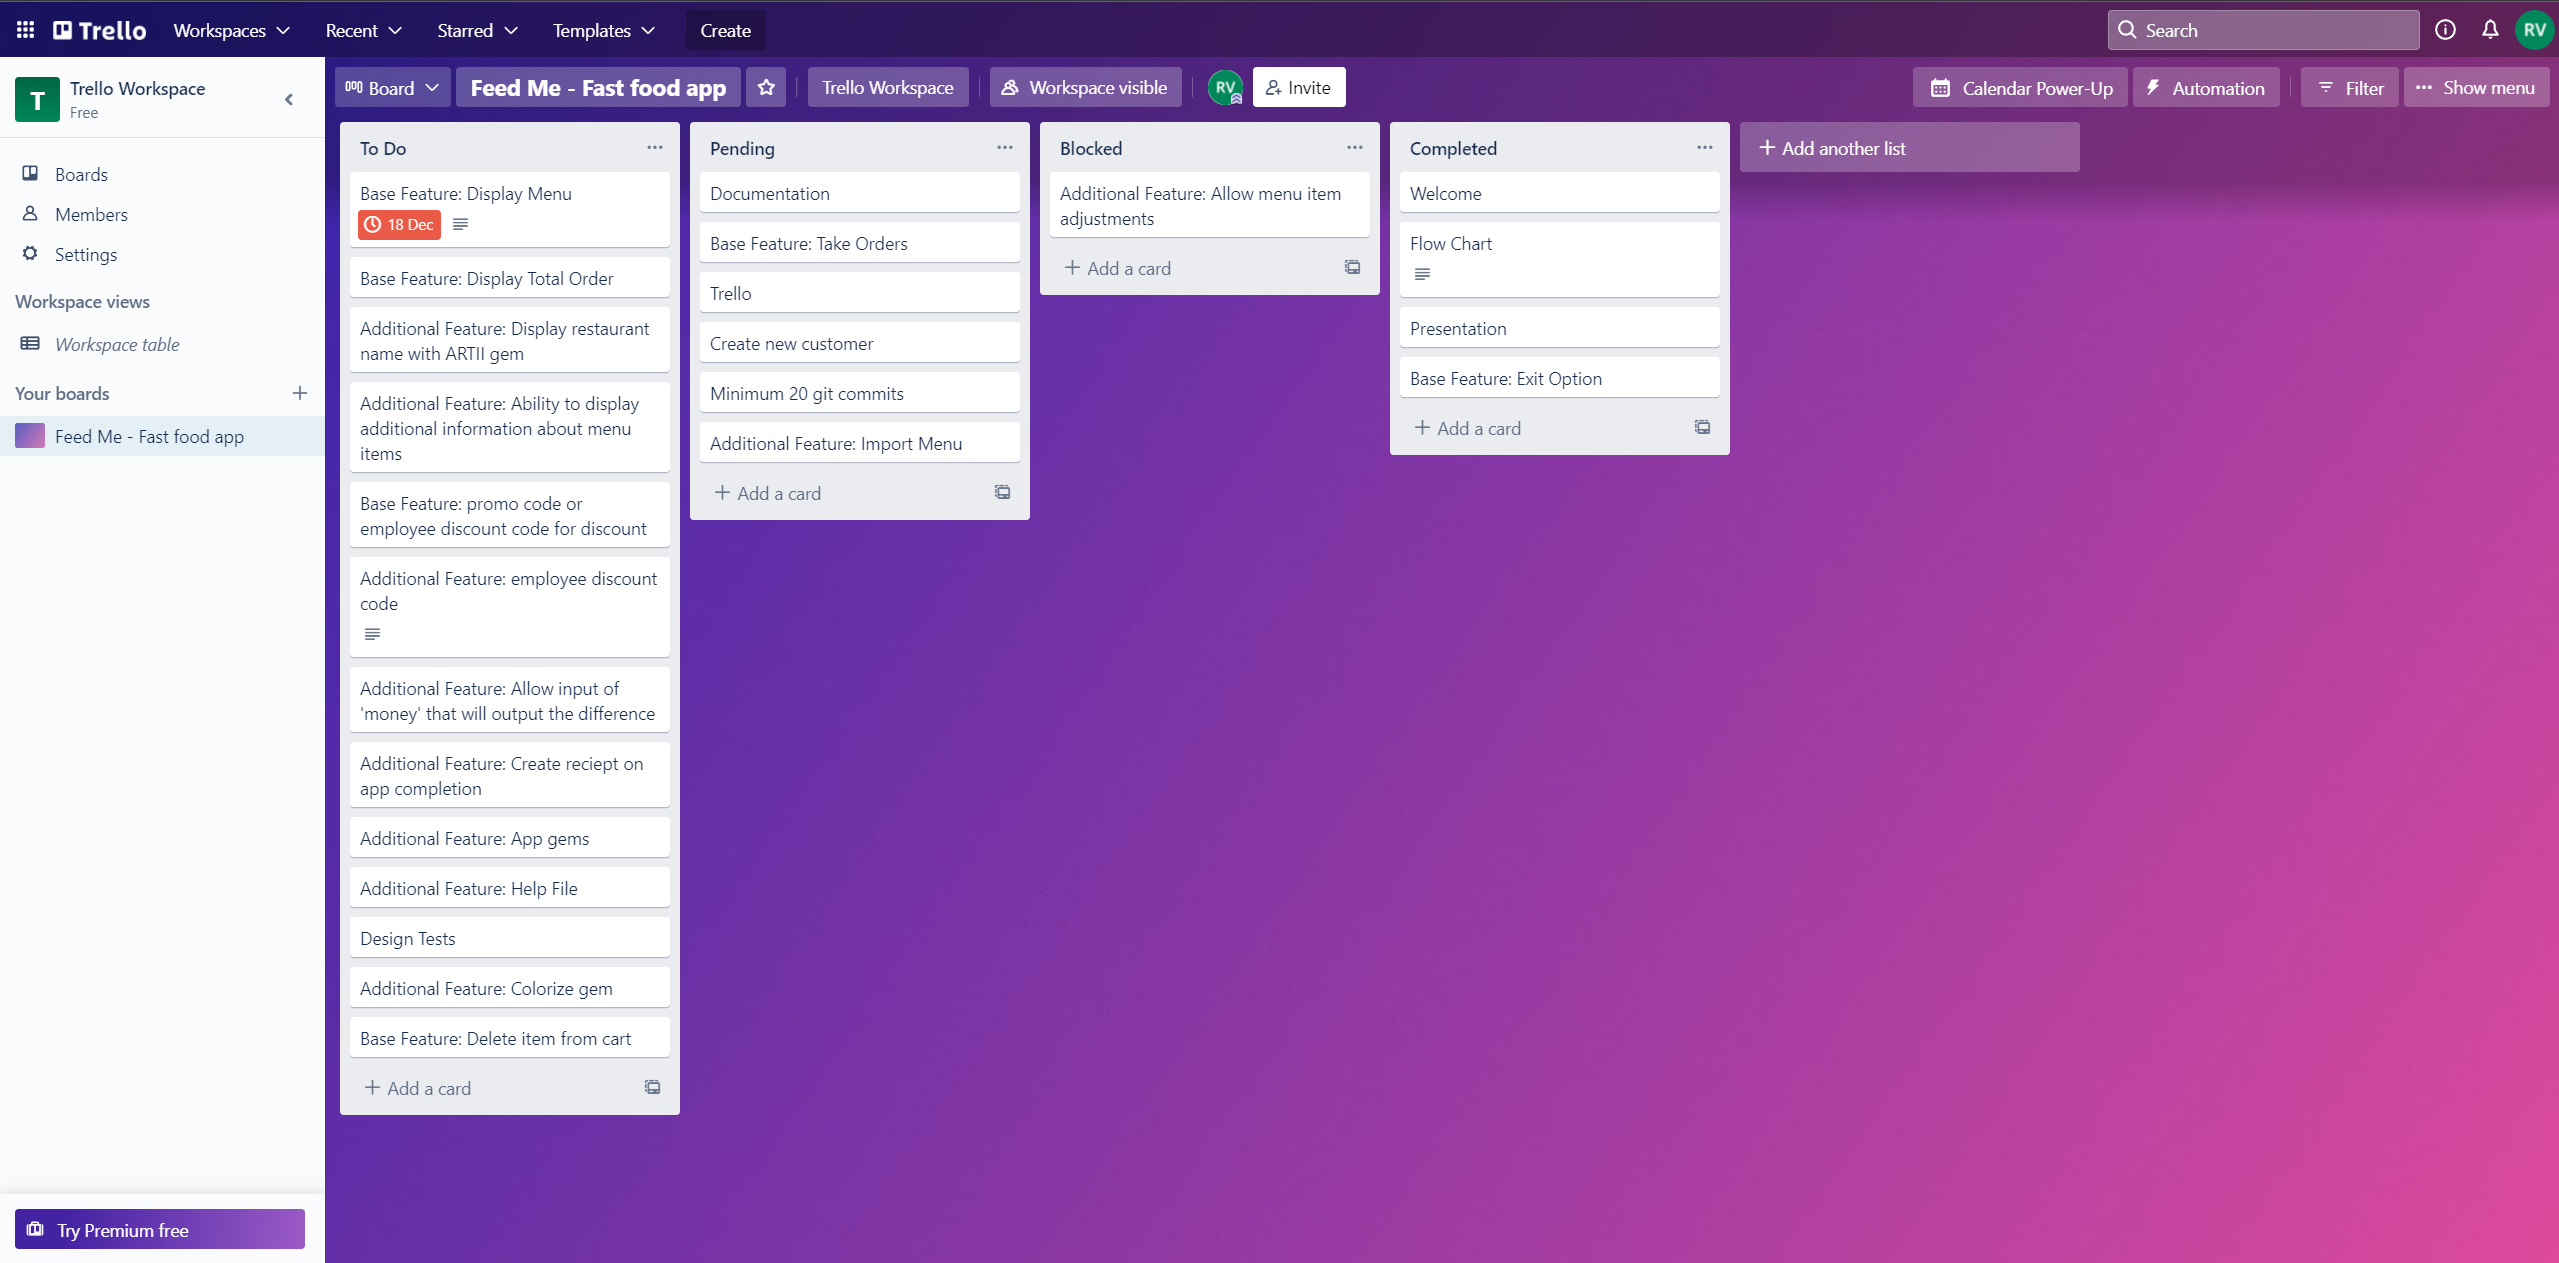 Trello
Workspaces
Recent
Starred
Templates
Create
Search
RV
T
Trello Workspace
Free
Boards
Members
Settings
Workspace views
Workspace table
Your boards
Feed Me - Fast food app
Try Premium free
Board
Feed Me - Fast food app
Trello Workspace
Workspace visible
RV
Invite
Calendar Power-Up
Automation
Filter
Show menu
To Do
Base Feature: Display Menu
18 Dec
Base Feature: Display Total Order
Additional Feature: Display restaurant
name with ARTII gem
Additional Feature: Ability to display
additional information about menu
items
Base Feature: promo code or
employee discount code for discount
Additional Feature: employee discount
code
Additional Feature: Allow input of
'money' that will output the difference
Additional Feature: Create reciept on
app completion
Additional Feature: App gems
Additional Feature: Help File
Design Tests
Additional Feature: Colorize gem
Base Feature: Delete item from cart
Add a card
Pending
Documentation
Base Feature: Take Orders
Trello
Create new customer
Minimum 20 git commits
Additional Feature: Import Menu
Add a card
Blocked
Additional Feature: Allow menu item
adjustments
Add a card
Completed
Welcome
Flow Chart
Presentation
Base Feature: Exit Option
Add a card
Add another list